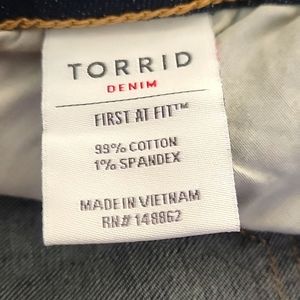 TORRID
DENIM
FIRST AT FIT™
99% COTTON
1% SPANDEX
MADE IN VIETNAM
RN# 148862